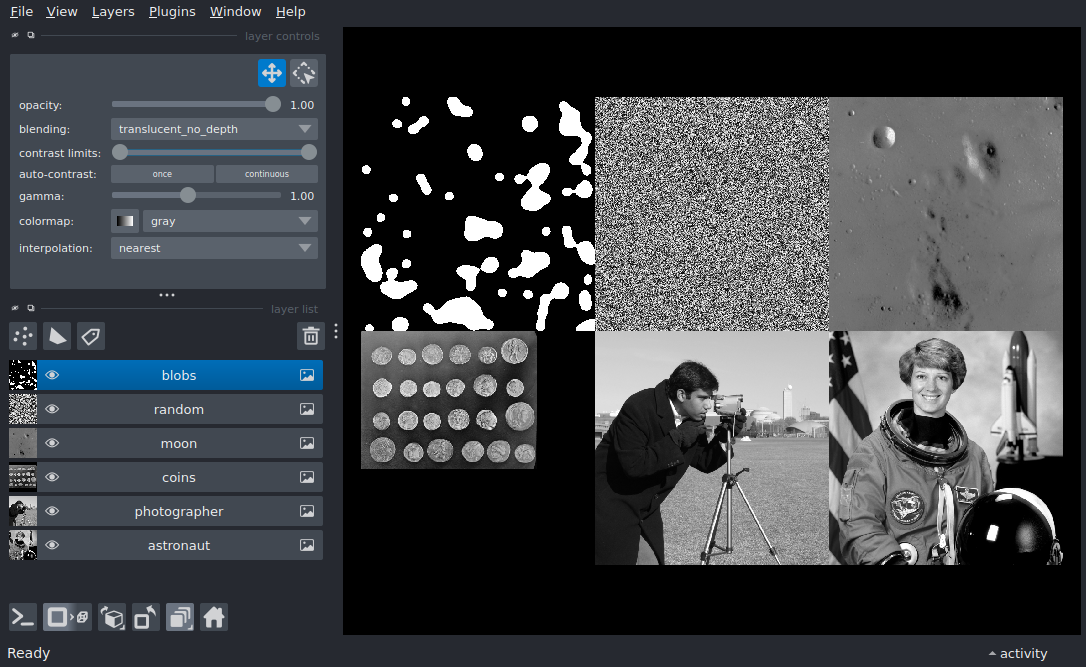 File View Layers Plugins Window Help
layer controls
opacity: 1.00
blending: translucent_no_depth
contrast limits:
auto-contrast: once continuous
gamma: 1.00
colormap: gray
interpolation: nearest
layer list
blobs
random
moon
coins
photographer
astronaut
Ready
activity